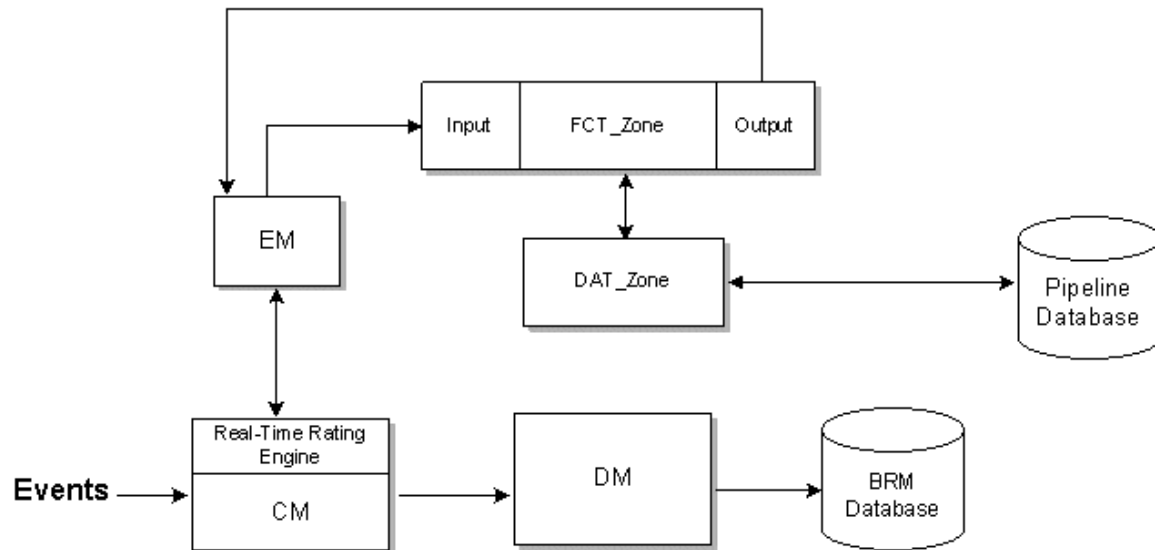 Input
FCT_Zone
Output
EM
DAT_Zone
Pipeline
Database
Real-Time Rating
Engine
Events
CM
DM
BRM
Database